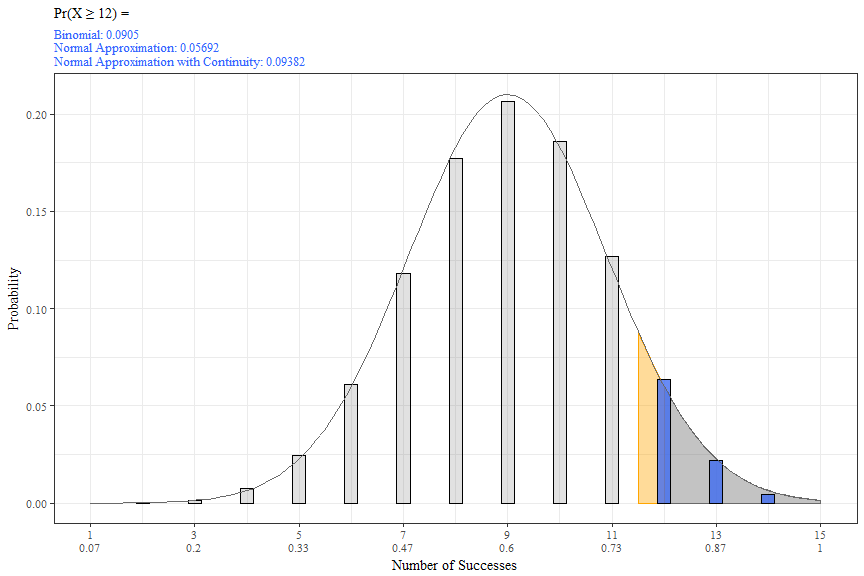 Pr(X ≥ 12) =
Binomial: 0.0905
Normal Approximation: 0.05692
Normal Approximation with Continuity: 0.09382
0.20
0.15
0.10
0.05
0.00
Probability
1 3 5 7 9 11 13 15
0.07 0.2 0.33 0.47 0.6 0.73 0.87 1
Number of Successes